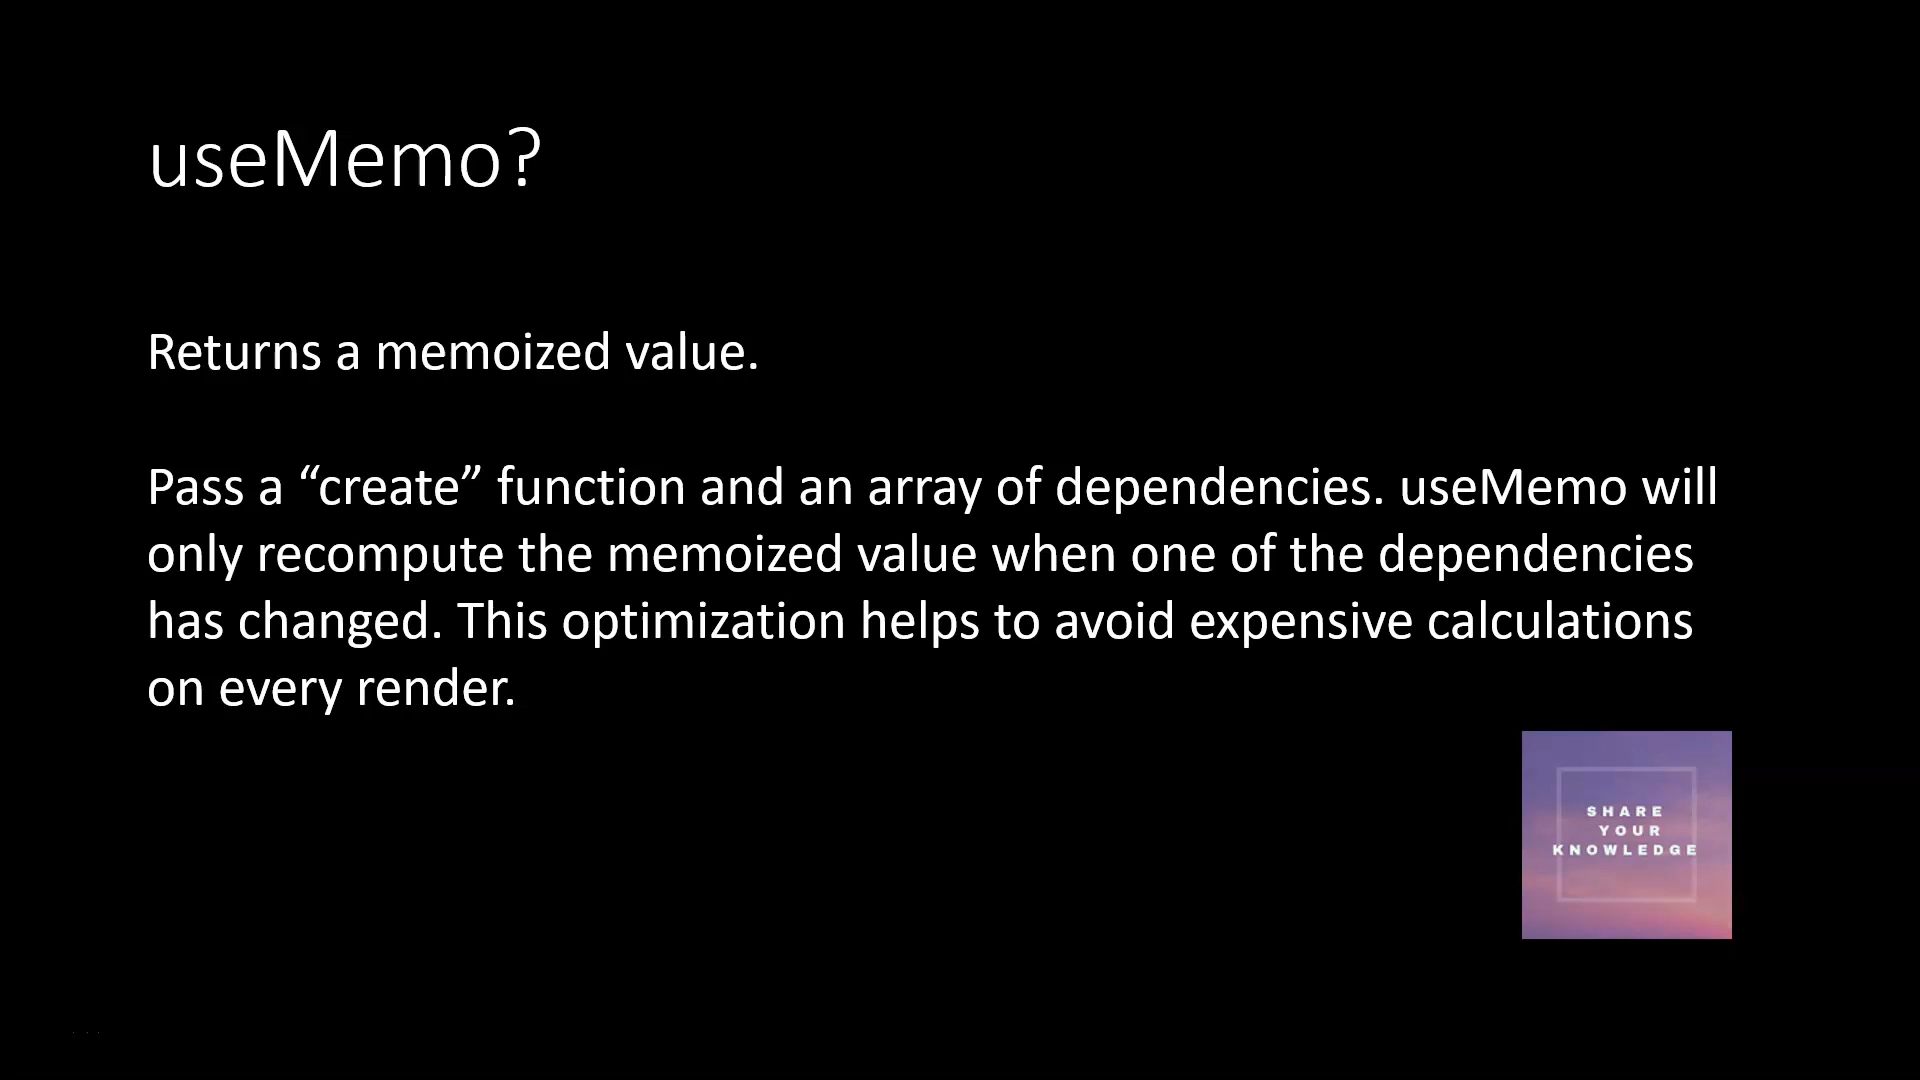 useMemo?
Returns a memoized value.
Pass a “create” function and an array of dependencies. useMemo will
only recompute the memoized value when one of the dependencies
has changed. This optimization helps to avoid expensive calculations
on every render.
SHARE
YOUR
KNOWLEDGE